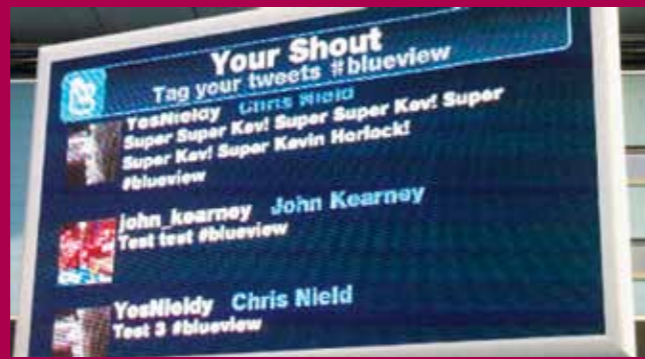 Your Shout
Tag your tweets #blueview
YesNieldy Chris Nield
Super Super Kev! Super Super Kev! Super
Super Kev! Super Kevin Horlock!
#blueview
john_kearney John Kearney
Test test #blueview
YesNieldy Chris Nield
Test 3 #blueview